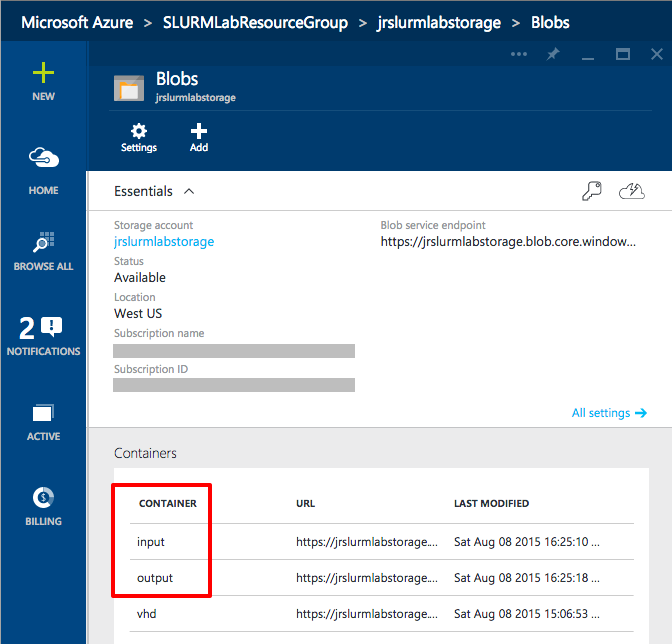 Microsoft Azure > SLURMLabResourceGroup > jrslurmlabstorage > Blobs
NEW
HOME
BROWSE ALL
2
NOTIFICATIONS
ACTIVE
BILLING
Blobs
jrslurmlabstorage
Settings
Add
Essentials
Storage account
jrslurmlabstorage
Status
Available
Location
West US
Subscription name
Subscription ID
Blob service endpoint
https://jrslurmlabstorage.blob.core.window...
All settings
Containers
CONTAINER URL LAST MODIFIED
input https://jrslurmlabstorage.... Sat Aug 08 2015 16:25:10 ...
output https://jrslurmlabstorage.... Sat Aug 08 2015 16:25:18 ...
vhd https://jrslurmlabstorage.... Sat Aug 08 2015 15:06:53 ...